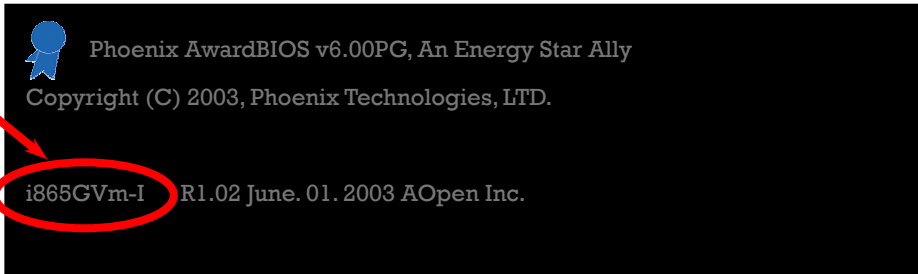 Phoenix AwardBIOS v6.00PG, An Energy Star Ally
Copyright (C) 2003, Phoenix Technologies, LTD.
i865GVm-I R1.02 June. 01. 2003 AOpen Inc.